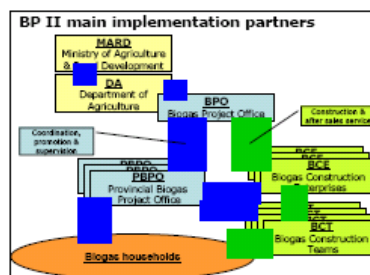 BP II main implementation partners
MARD
Ministry of Agriculture
& Development
DA
Department of
Agriculture
BPO
Biogas Project Office
Construction &
after sales service
Coordination,
promotion &
supervision
PBPO
Provincial Biogas
Project Office
BCE
BCE
Biogas Construction
Enterprises
BCT
Biogas Construction
Teams
Biogas households